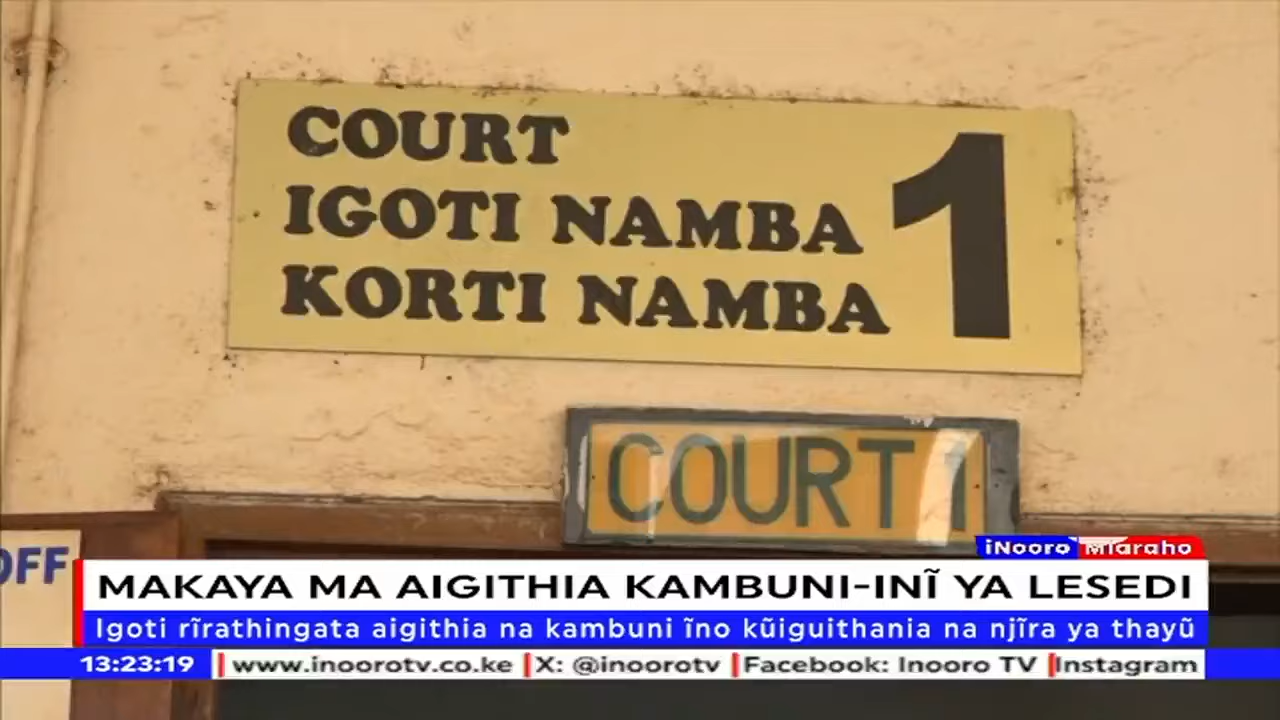 COURT
IGOTI NAMBA 1
KORTI NAMBA
COURT 1
OFF
iNooro Mĩaraho
MAKAYA MA AIGITHIA KAMBUNI-INĨ YA LESEDI
Igoti rĩrathingata aigithia na kambuni ĩno kũiguithania na njĩra ya thayũ
13:23:19 www.inoorotv.co.ke X: @inoorotv Facebook: Inooro TV Instagram